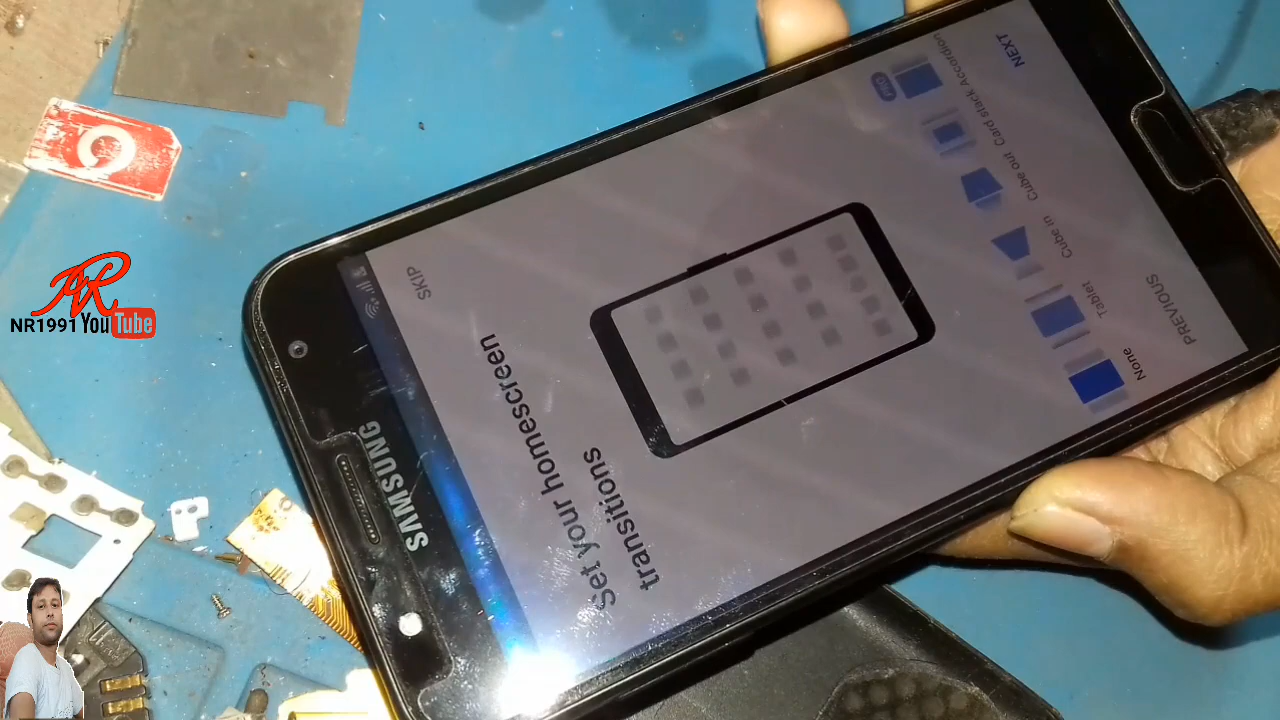 NR1991 YouTube
SAMSUNG
SKIP
Set your homescreen
transitions
None
Tablet
Cube in
Cube out
Card stack
Accordion
PRO
PREVIOUS
NEXT